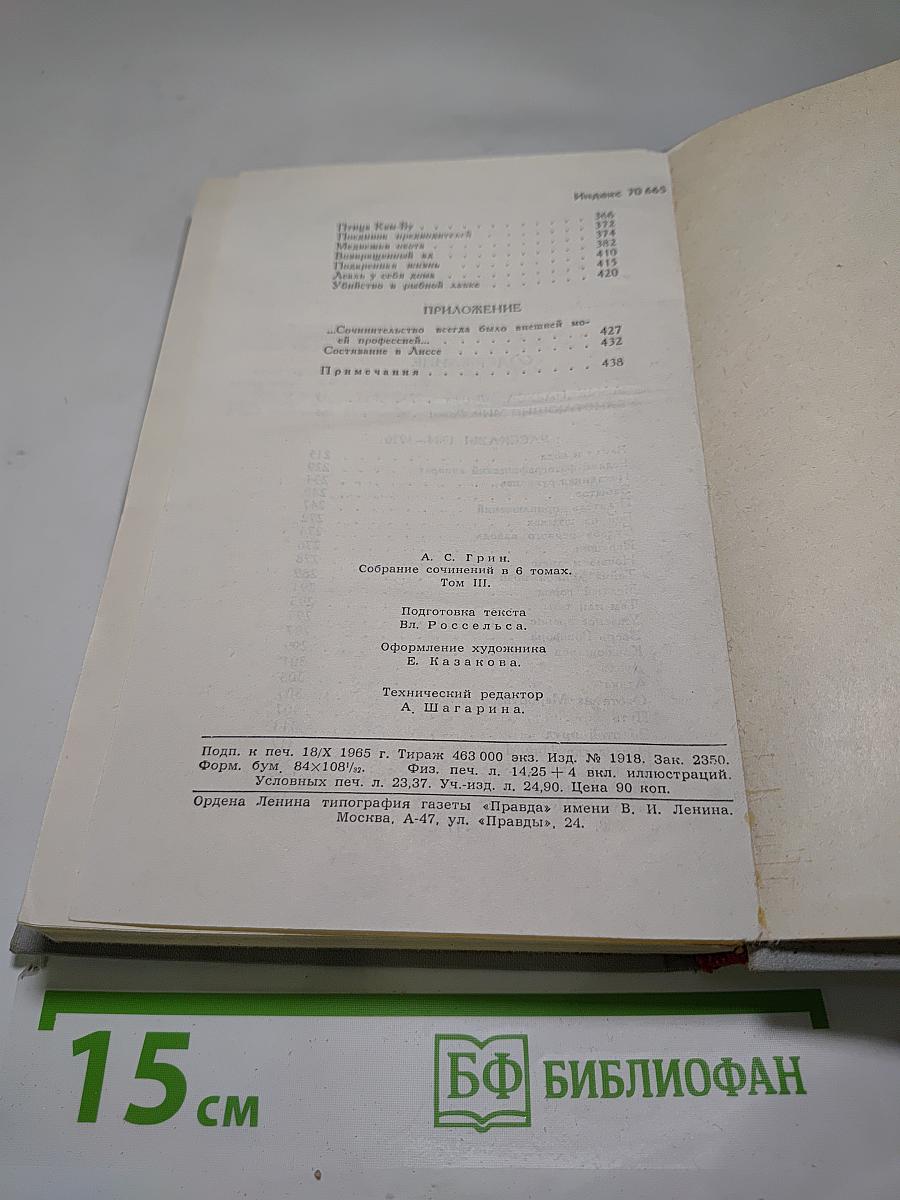 Индекс 70 665
Птица Кам-Бу . . . . . . . . . . . 366
Поединок предводителей . . . . . . . . 372
Медвежья охота . . . . . . . . . . 374
Возвращенный ад . . . . . . . . . . 382
Подаренная жизнь . . . . . . . . . . 410
Леаль у себя дома . . . . . . . . . . 415
Убийство в рыбной лавке . . . . . . . 420
ПРИЛОЖЕНИЕ
...Сочинительство всегда было внешней мо-
ей профессией... . . . . . . . . . . 427
Состязание в Лиссе . . . . . . . . . 432
Примечания . . . . . . . . . . . . 438
А. С. Грин.
Собрание сочинений в 6 томах.
Том III.
Подготовка текста
Вл. Россельса.
Оформление художника
Е. Казакова.
Технический редактор
А. Шагарина.
Подп. к печ. 18/X 1965 г. Тираж 463 000 экз. Изд. № 1918. Зак. 2350.
Форм. бум. 84×108¹/₃₂. Физ. печ. л. 14,25 + 4 вкл. иллюстраций.
Условных печ. л. 23,37. Уч.-изд. л. 24,90. Цена 90 коп.
Ордена Ленина типография газеты «Правда» имени В. И. Ленина.
Москва, А-47, ул. «Правды», 24.
15 см
БФ БИБЛИОФАН